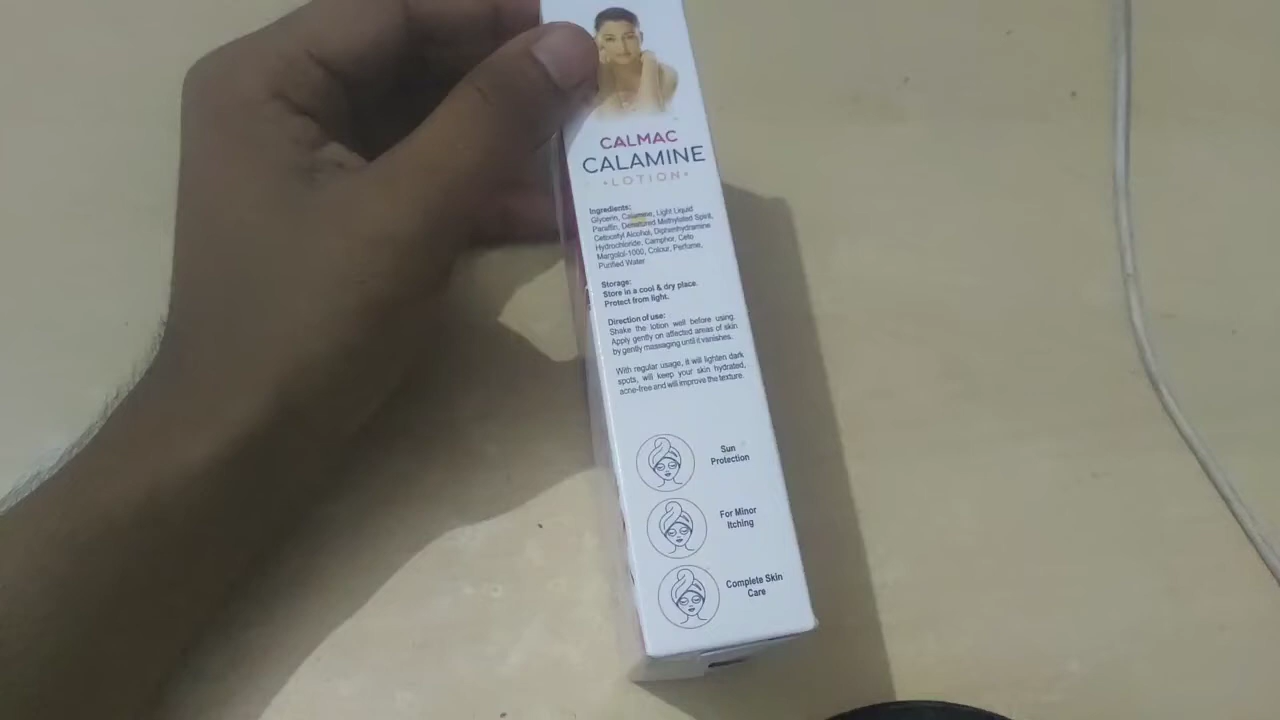 CALMAC
CALAMINE
•LOTION•
Ingredients:
Glycerin, Calamine, Light Liquid
Paraffin, Denatured Methylated Spirit,
Cetocetyl Alcohol, Diphenhydramine
Hydrochloride, Camphor, Ceto
Margolol-1000, Colour, Perfume,
Purified Water
Storage:
Store in a cool & dry place.
Protect from light.
Direction of use:
Shake the lotion well before using.
Apply gently on affected areas of skin
by gently massaging until it vanishes.
With regular usage, it will lighten dark
spots, will keep your skin hydrated,
acne-free and will improve the texture.
Sun
Protection
For Minor
Itching
Complete Skin
Care